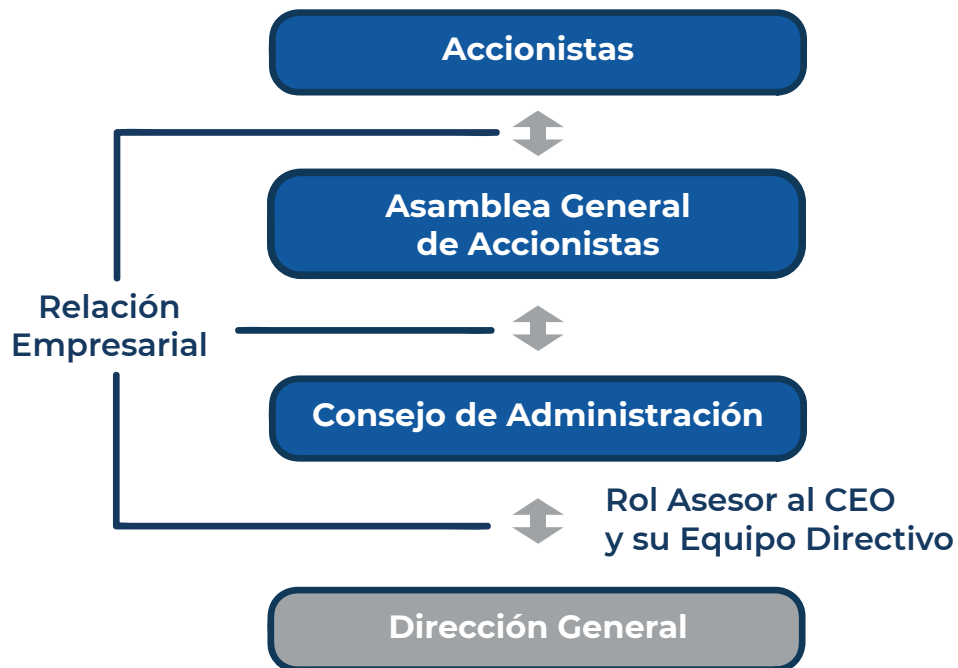 Accionistas
Asamblea General
de Accionistas
Relación
Empresarial
Consejo de Administración
Rol Asesor al CEO
y su Equipo Directivo
Dirección General